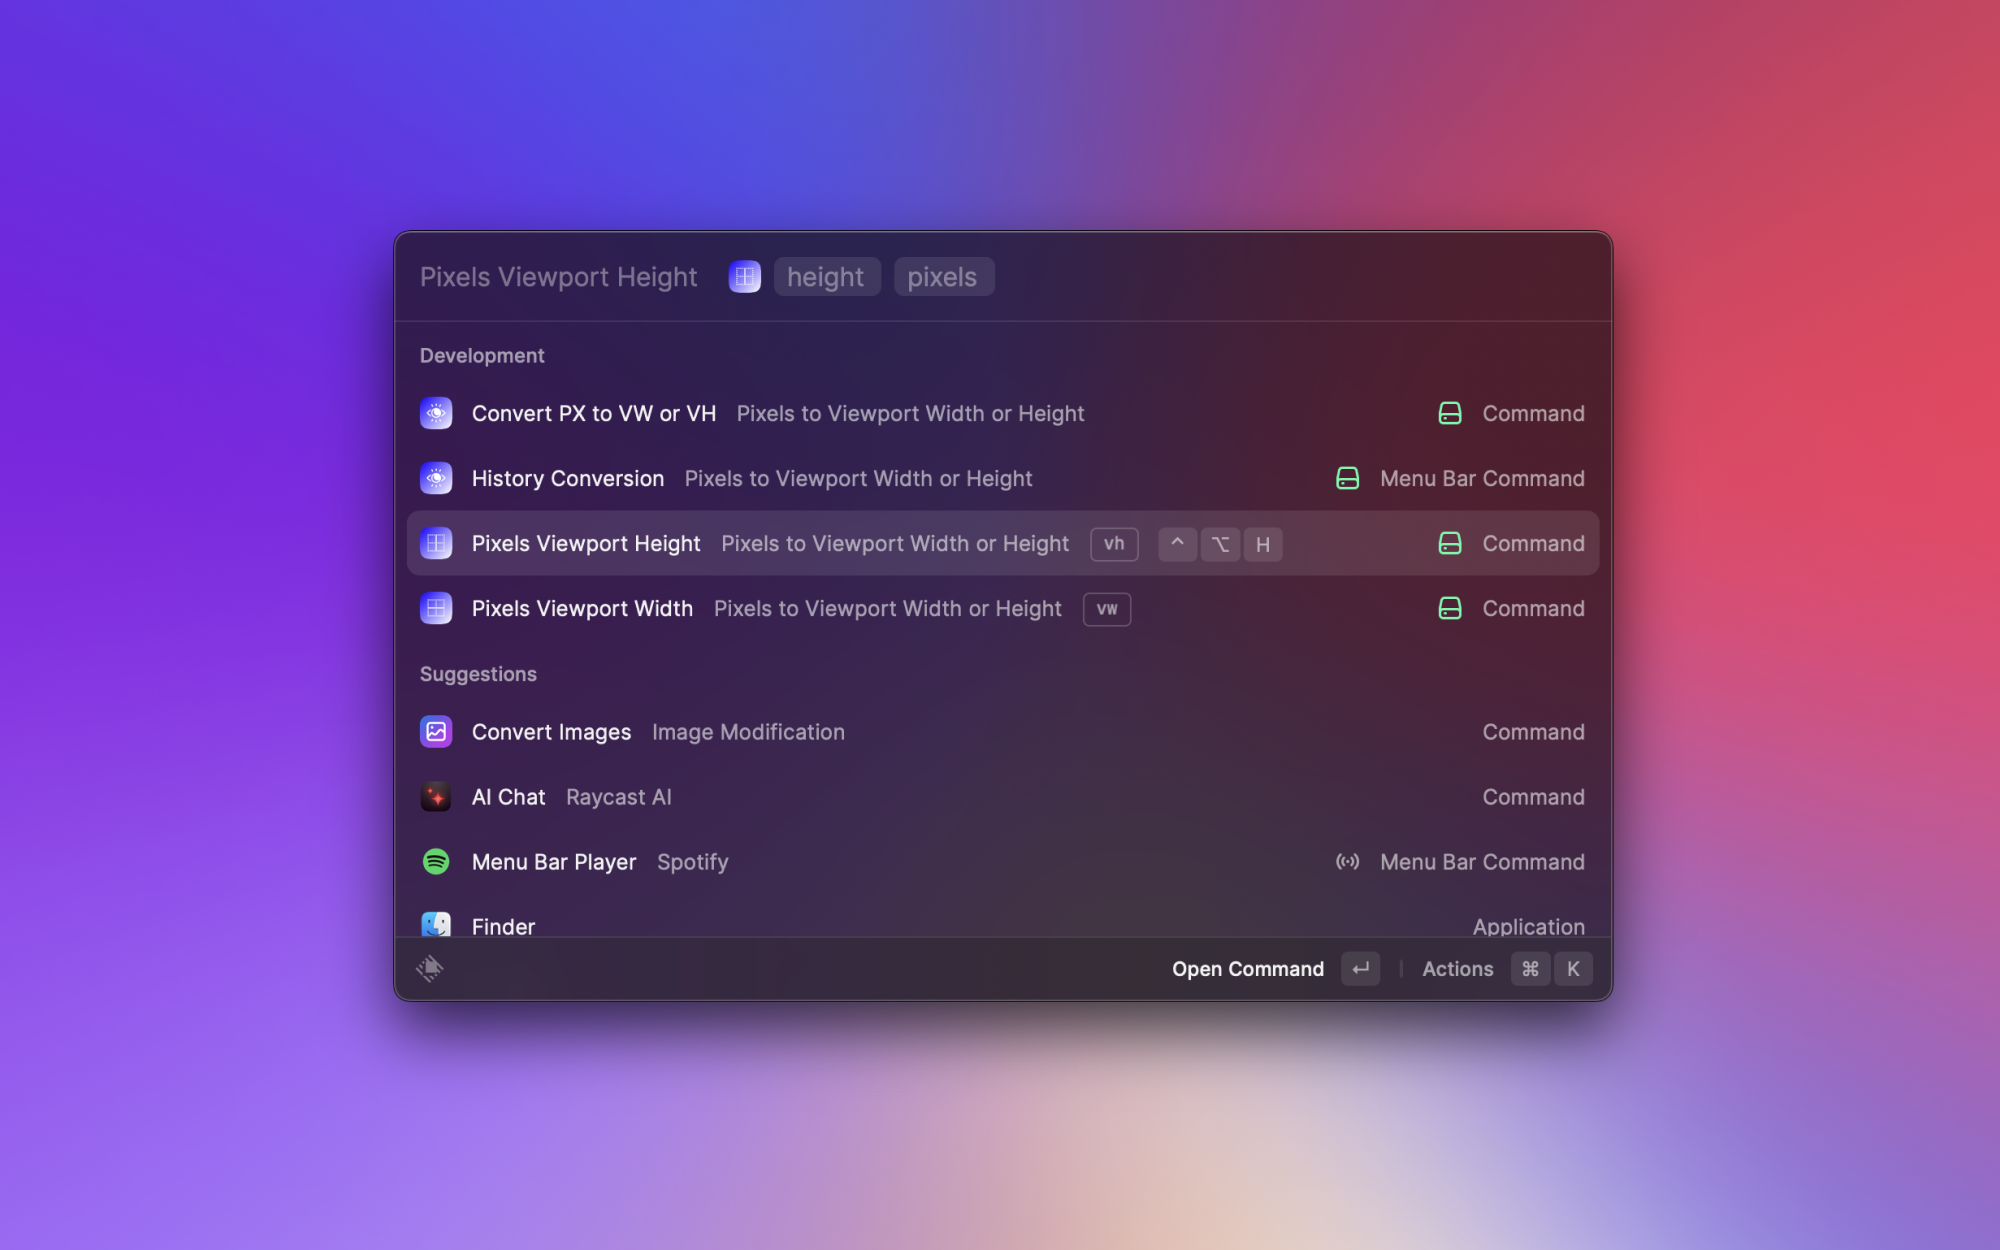 Pixels Viewport Height height pixels
Development
Convert PX to VW or VH Pixels to Viewport Width or Height Command
History Conversion Pixels to Viewport Width or Height Menu Bar Command
Pixels Viewport Height Pixels to Viewport Width or Height vh ^ ⌥ H Command
Pixels Viewport Width Pixels to Viewport Width or Height vw Command
Suggestions
Convert Images Image Modification Command
AI Chat Raycast AI Command
Menu Bar Player Spotify Menu Bar Command
Finder Application
Open Command ↵ Actions ⌘ K